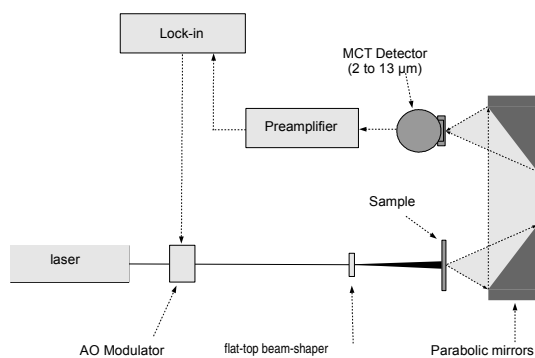 Lock-in
MCT Detector
(2 to 13 µm)
Preamplifier
Sample
laser
AO Modulator
flat-top beam-shaper
Parabolic mirrors